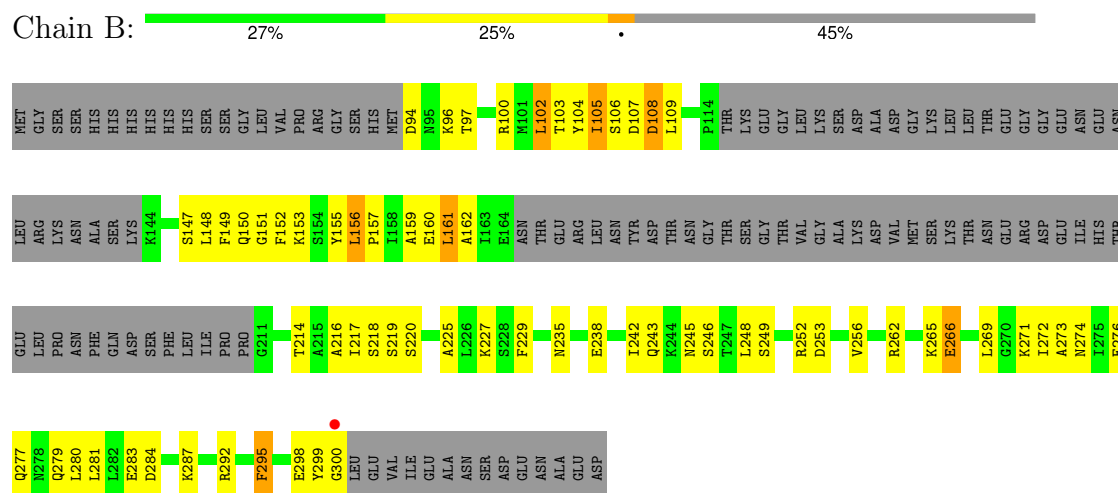 Chain B:
27% 25% • 45%
MET GLY SER SER HIS HIS HIS HIS HIS HIS SER SER GLY LEU VAL PRO ARG GLY SER HIS MET D94 N95 K96 T97 R100 M101 L102 T103 Y104 I105 S106 D107 D108 L109 P114 THR LYS GLU GLY LEU LYS SER ASP ALA ASP GLY LYS LEU LEU THR GLU GLY GLY GLU ASN GLU ASN
LEU ARG LYS ASN ALA SER LYS K144 S147 L148 F149 Q150 G151 F152 K153 S154 Y155 L156 P157 I158 A159 E160 L161 A162 I163 E164 ASN THR GLU ARG LEU ASN TYR ASP THR ASN GLY THR SER GLY THR VAL GLY ALA LYS ASP VAL MET SER LYS THR ASN GLU ARG ASP GLU ILE HIS THR
GLU LEU PRO ASN PHE GLN ASP SER PHE LEU ILE PRO PRO G211 T214 A215 A216 I217 S218 S219 S220 A225 L226 K227 S228 F229 N235 E238 I242 Q243 K244 N245 S246 T247 L248 S249 R252 D253 V256 R262 K265 E266 L269 G270 K271 I272 A273 N274 I275 E276
Q277 N278 Q279 L280 L281 L282 E283 D284 K287 R292 F295 E298 Y299 G300 LEU GLU VAL ILE GLU ALA ASN SER ASP GLU ASN ALA GLU ASP